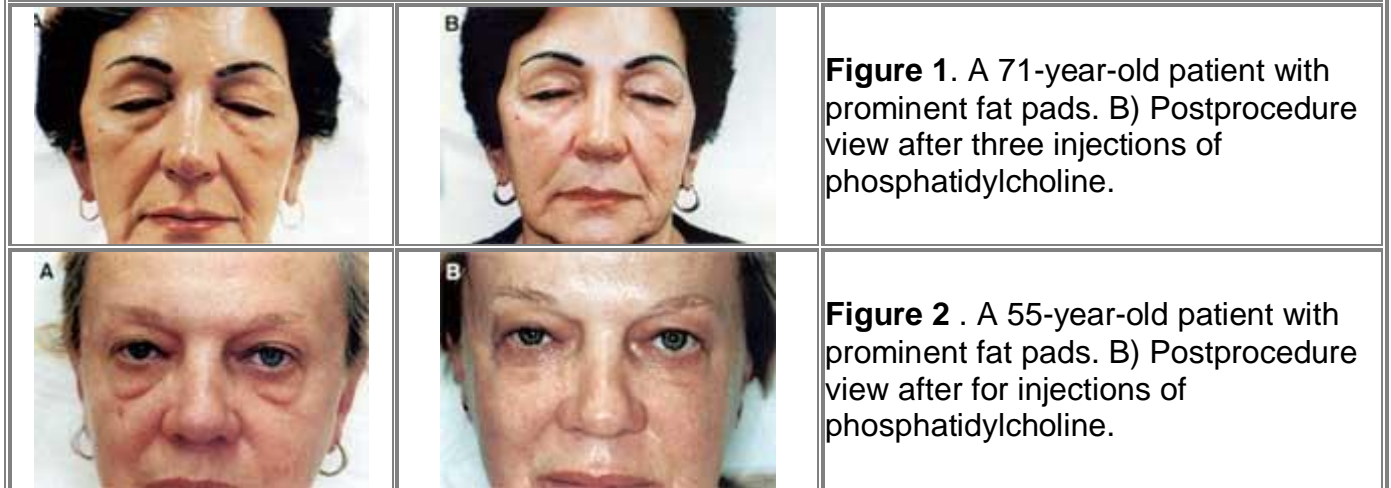 B
Figure 1. A 71-year-old patient with
prominent fat pads. B) Postprocedure
view after three injections of
phosphatidylcholine.
A
B
Figure 2 . A 55-year-old patient with
prominent fat pads. B) Postprocedure
view after for injections of
phosphatidylcholine.